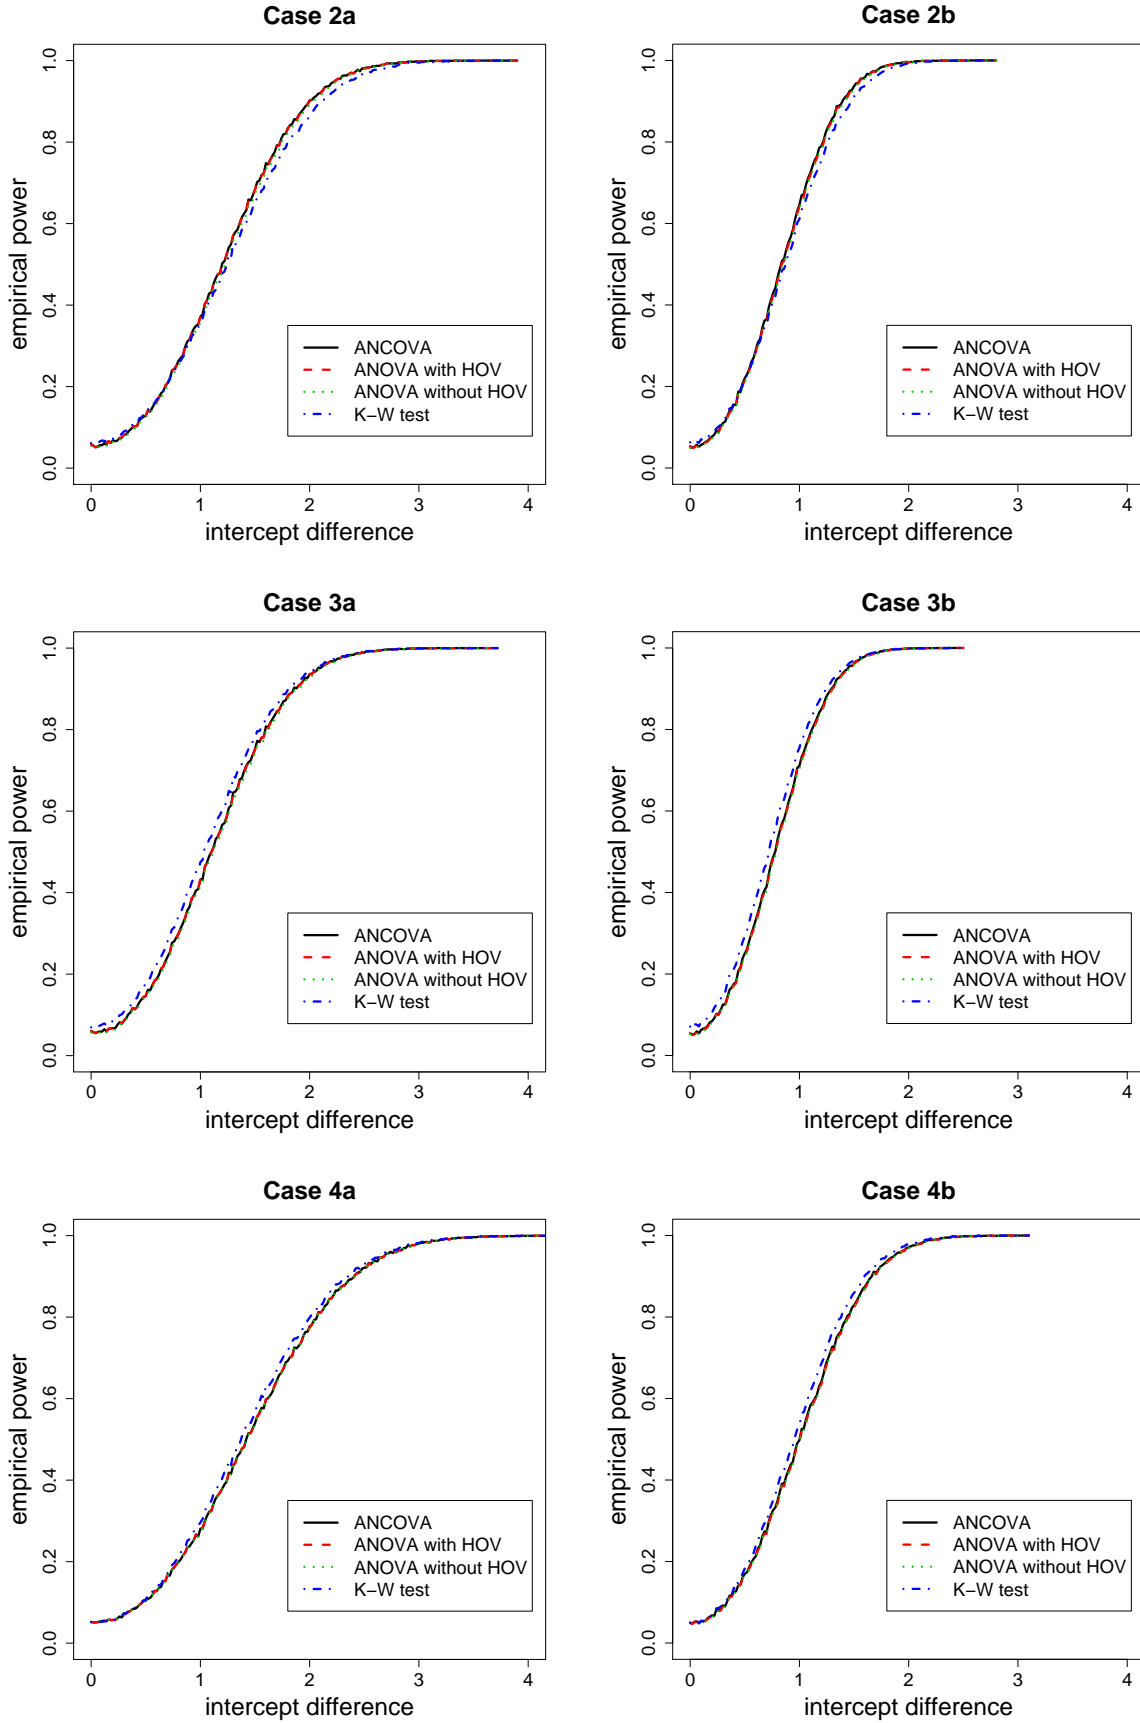 Case 2a
empirical power
0.0 0.2 0.4 0.6 0.8 1.0
ANCOVA
ANOVA with HOV
ANOVA without HOV
K−W test
0 1 2 3 4
intercept difference
Case 2b
empirical power
0.0 0.2 0.4 0.6 0.8 1.0
ANCOVA
ANOVA with HOV
ANOVA without HOV
K−W test
0 1 2 3 4
intercept difference
Case 3a
empirical power
0.0 0.2 0.4 0.6 0.8 1.0
ANCOVA
ANOVA with HOV
ANOVA without HOV
K−W test
0 1 2 3 4
intercept difference
Case 3b
empirical power
0.0 0.2 0.4 0.6 0.8 1.0
ANCOVA
ANOVA with HOV
ANOVA without HOV
K−W test
0 1 2 3 4
intercept difference
Case 4a
empirical power
0.0 0.2 0.4 0.6 0.8 1.0
ANCOVA
ANOVA with HOV
ANOVA without HOV
K−W test
0 1 2 3 4
intercept difference
Case 4b
empirical power
0.0 0.2 0.4 0.6 0.8 1.0
ANCOVA
ANOVA with HOV
ANOVA without HOV
K−W test
0 1 2 3 4
intercept difference